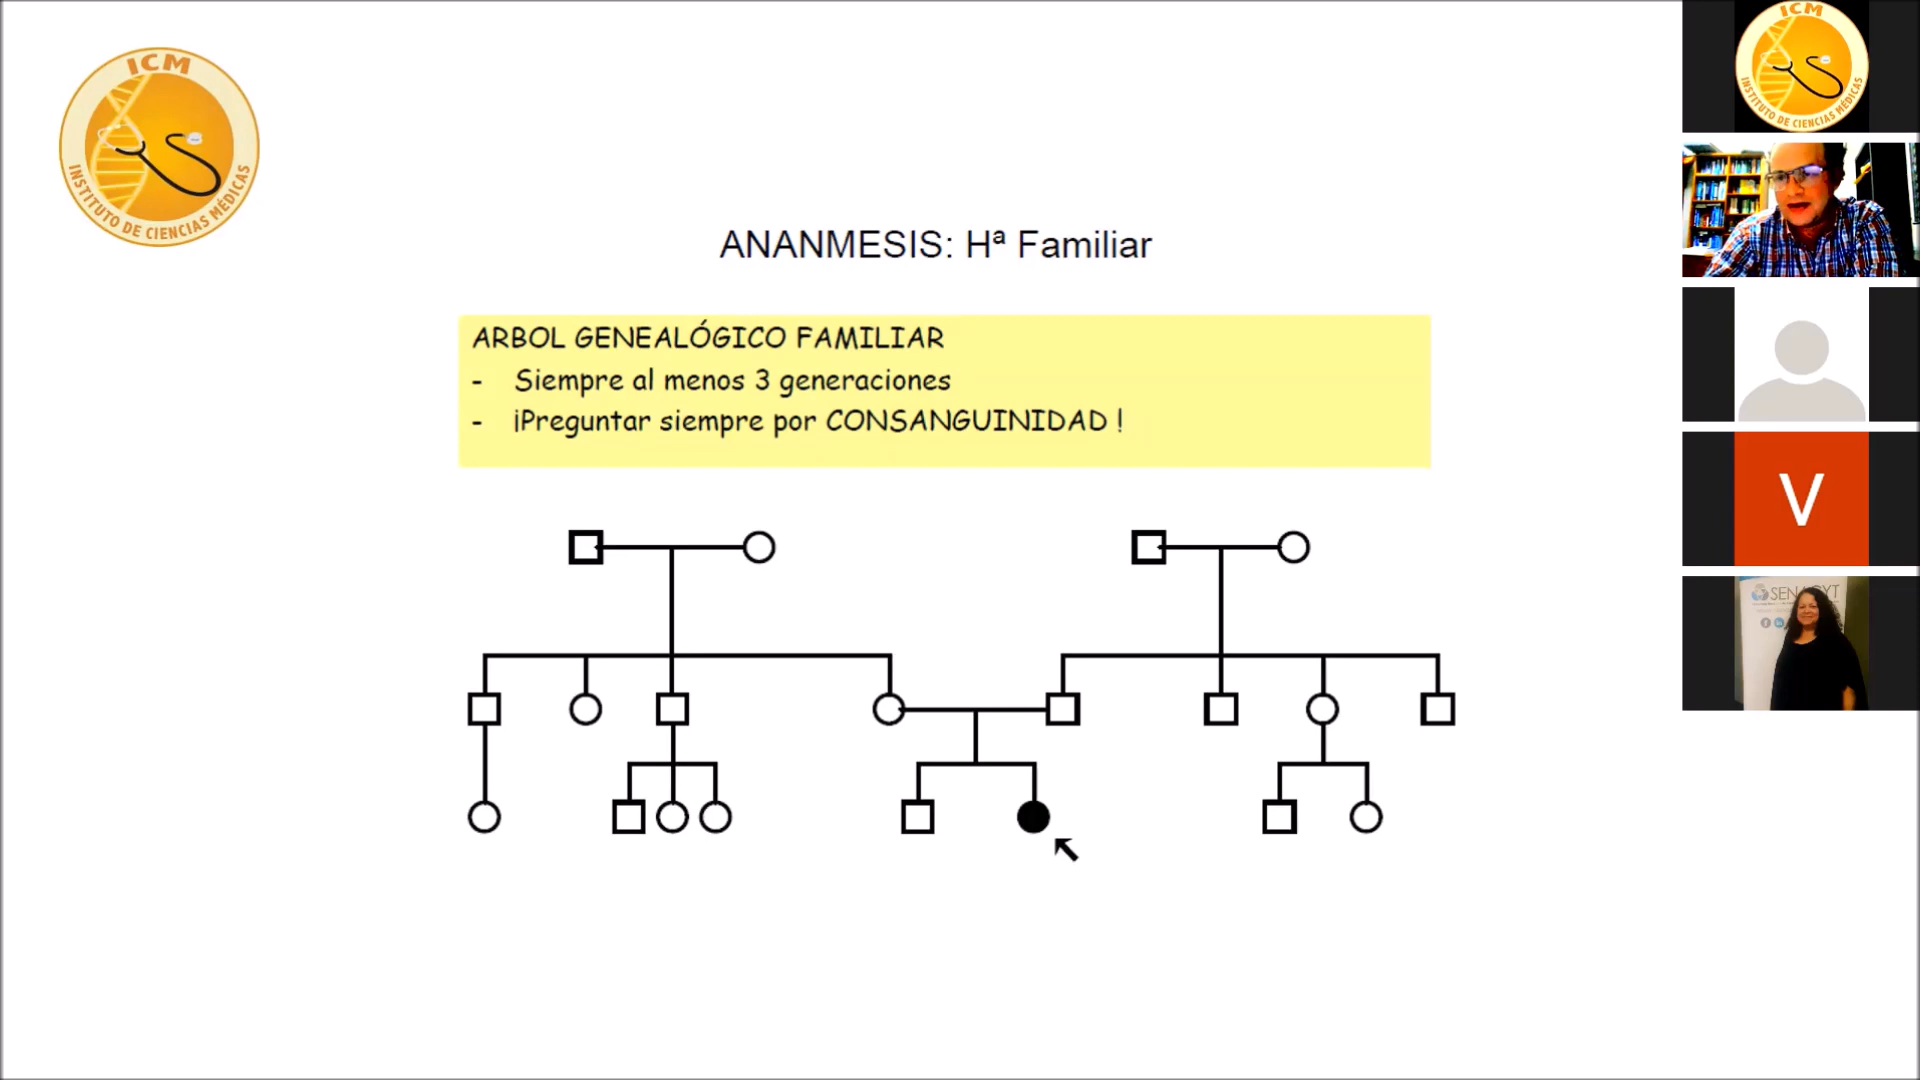 ICM
INSTITUTO DE CIENCIAS MÉDICAS
ANANMESIS: Hª Familiar
ARBOL GENEALÓGICO FAMILIAR
- Siempre al menos 3 generaciones
- ¡Preguntar siempre por CONSANGUINIDAD !
ICM
INSTITUTO DE CIENCIAS MÉDICAS
V